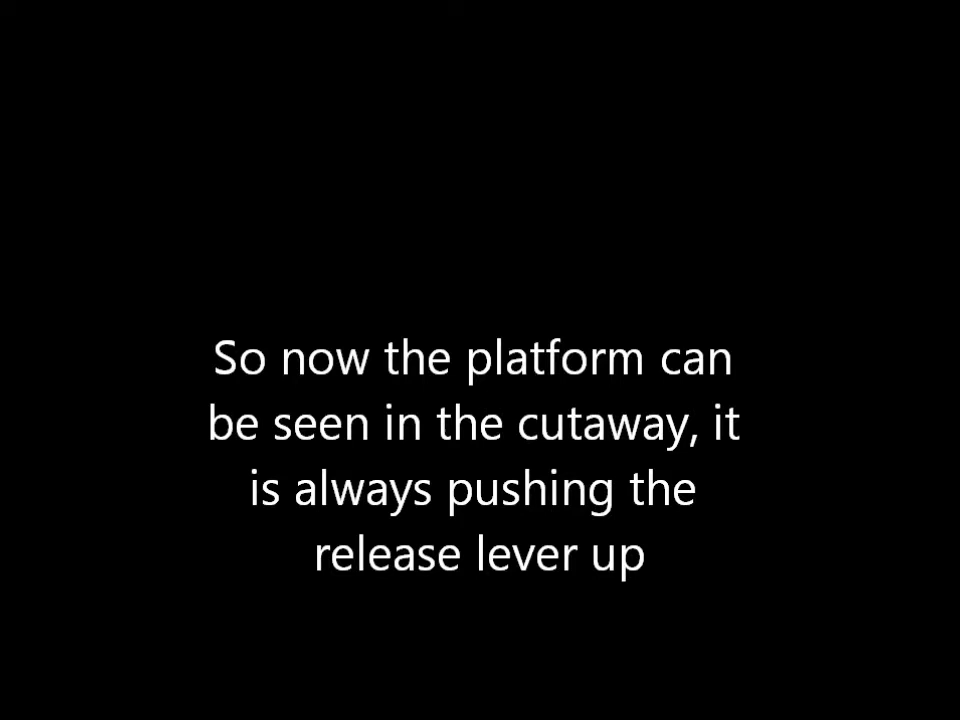 So now the platform can
be seen in the cutaway, it
is always pushing the
release lever up